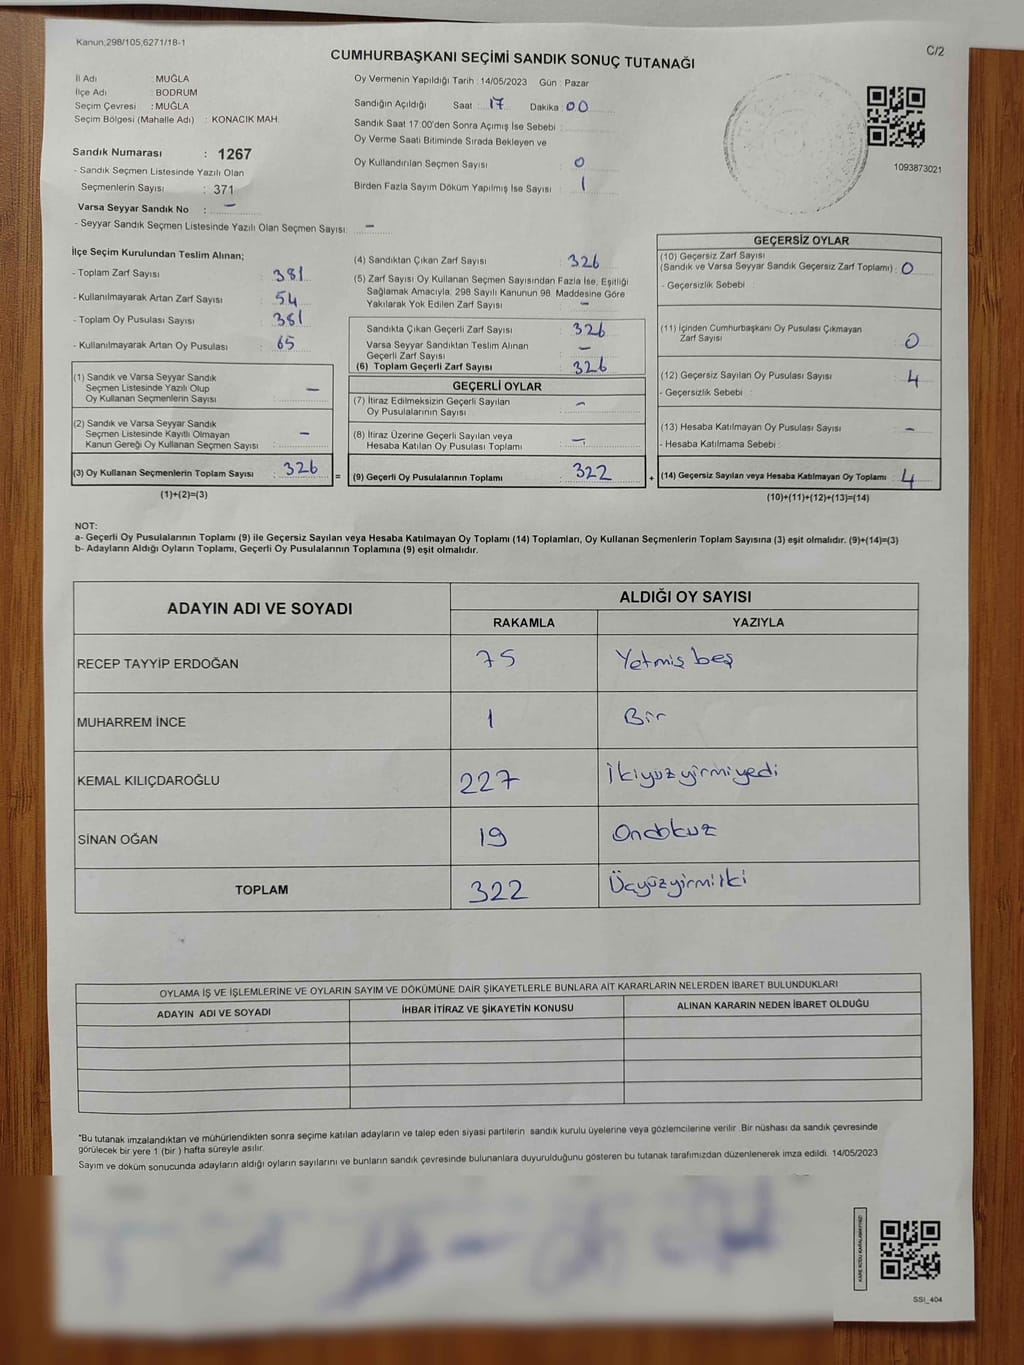 Kanun,298/105,6271/18-1
C/2
CUMHURBAŞKANI SEÇİMİ SANDIK SONUÇ TUTANAĞI
İl Adı : MUĞLA
İlçe Adı : BODRUM
Seçim Çevresi : MUĞLA
Seçim Bölgesi (Mahalle Adı) : KONACIK MAH.
Sandık Numarası : 1267
- Sandık Seçmen Listesinde Yazılı Olan
Seçmenlerin Sayısı : 371
Varsa Seyyar Sandık No : –
- Seyyar Sandık Seçmen Listesinde Yazılı Olan Seçmen Sayısı: –
Oy Vermenin Yapıldığı Tarih : 14/05/2023 Gün : Pazar
Sandığın Açıldığı Saat : 17 Dakika : 00
Sandık Saat 17:00'den Sonra Açımış İse Sebebi :
Oy Verme Saati Bitiminde Sırada Bekleyen ve
Oy Kullandırılan Seçmen Sayısı : 0
Birden Fazla Sayım Döküm Yapılmış İse Sayısı : 1
1093873021
İlçe Seçim Kurulundan Teslim Alınan;
- Toplam Zarf Sayısı : 381
- Kullanılmayarak Artan Zarf Sayısı : 54
- Toplam Oy Pusulası Sayısı : 381
- Kullanılmayarak Artan Oy Pusulası : 65
(1) Sandık ve Varsa Seyyar Sandık
Seçmen Listesinde Yazılı Olup
Oy Kullanan Seçmenlerin Sayısı : –
(2) Sandık ve Varsa Seyyar Sandık
Seçmen Listesinde Kayıtlı Olmayan
Kanun Gereği Oy Kullanan Seçmen Sayısı : –
(3) Oy Kullanan Seçmenlerin Toplam Sayısı : 326
(1)+(2)=(3)
=
(4) Sandıktan Çıkan Zarf Sayısı : 326
(5) Zarf Sayısı Oy Kullanan Seçmen Sayısından Fazla İse, Eşitliği
Sağlamak Amacıyla, 298 Sayılı Kanunun 98. Maddesine Göre
Yakılarak Yok Edilen Zarf Sayısı : –
Sandıkta Çıkan Geçerli Zarf Sayısı : 326
Varsa Seyyar Sandıktan Teslim Alınan
Geçerli Zarf Sayısı : –
(6) Toplam Geçerli Zarf Sayısı : 326
GEÇERLİ OYLAR
(7) İtiraz Edilmeksizin Geçerli Sayılan
Oy Pusulalarının Sayısı : –
(8) İtiraz Üzerine Geçerli Sayılan veya
Hesaba Katılan Oy Pusulası Toplamı : –
(9) Geçerli Oy Pusulalarının Toplamı : 322
+
GEÇERSİZ OYLAR
(10) Geçersiz Zarf Sayısı
(Sandık ve Varsa Seyyar Sandık Geçersiz Zarf Toplamı) : 0
- Geçersizlik Sebebi :
(11) İçinden Cumhurbaşkanı Oy Pusulası Çıkmayan
Zarf Sayısı : 0
(12) Geçersiz Sayılan Oy Pusulası Sayısı : 4
- Geçersizlik Sebebi :
(13) Hesaba Katılmayan Oy Pusulası Sayısı : –
- Hesaba Katılmama Sebebi :
(14) Geçersiz Sayılan veya Hesaba Katılmayan Oy Toplamı : 4
(10)+(11)+(12)+(13)=(14)
NOT:
a- Geçerli Oy Pusulalarının Toplamı (9) ile Geçersiz Sayılan veya Hesaba Katılmayan Oy Toplamı (14) Toplamları, Oy Kullanan Seçmenlerin Toplam Sayısına (3) eşit olmalıdır. (9)+(14)=(3)
b- Adayların Aldığı Oyların Toplamı, Geçerli Oy Pusulalarının Toplamına (9) eşit olmalıdır.
ADAYIN ADI VE SOYADI
ALDIĞI OY SAYISI
RAKAMLA YAZIYLA
RECEP TAYYİP ERDOĞAN 75 Yetmiş beş
MUHARREM İNCE 1 Bir
KEMAL KILIÇDAROĞLU 227 İkiyüzyirmiyedi
SİNAN OĞAN 19 Ondokuz
TOPLAM 322 Üçyüzyirmiiki
OYLAMA İŞ VE İŞLEMLERİNE VE OYLARIN SAYIM VE DÖKÜMÜNE DAİR ŞİKAYETLERLE BUNLARA AİT KARARLARIN NELERDEN İBARET BULUNDUKLARI
ADAYIN ADI VE SOYADI İHBAR İTİRAZ VE ŞİKAYETİN KONUSU ALINAN KARARIN NEDEN İBARET OLDUĞU
*Bu tutanak imzalandıktan ve mühürlendikten sonra seçime katılan adayların ve talep eden siyasi partilerin sandık kurulu üyelerine veya gözlemcilerine verilir. Bir nüshası da sandık çevresinde
görülecek bir yere 1 (bir ) hafta süreyle asılır.
Sayım ve döküm sonucunda adayların aldığı oyların sayılarını ve bunların sandık çevresinde bulunanlara duyurulduğunu gösteren bu tutanak tarafımızdan düzenlenerek imza edildi. 14/05/2023
KARE KODU KARALAMAYINIZ!
SSI_404